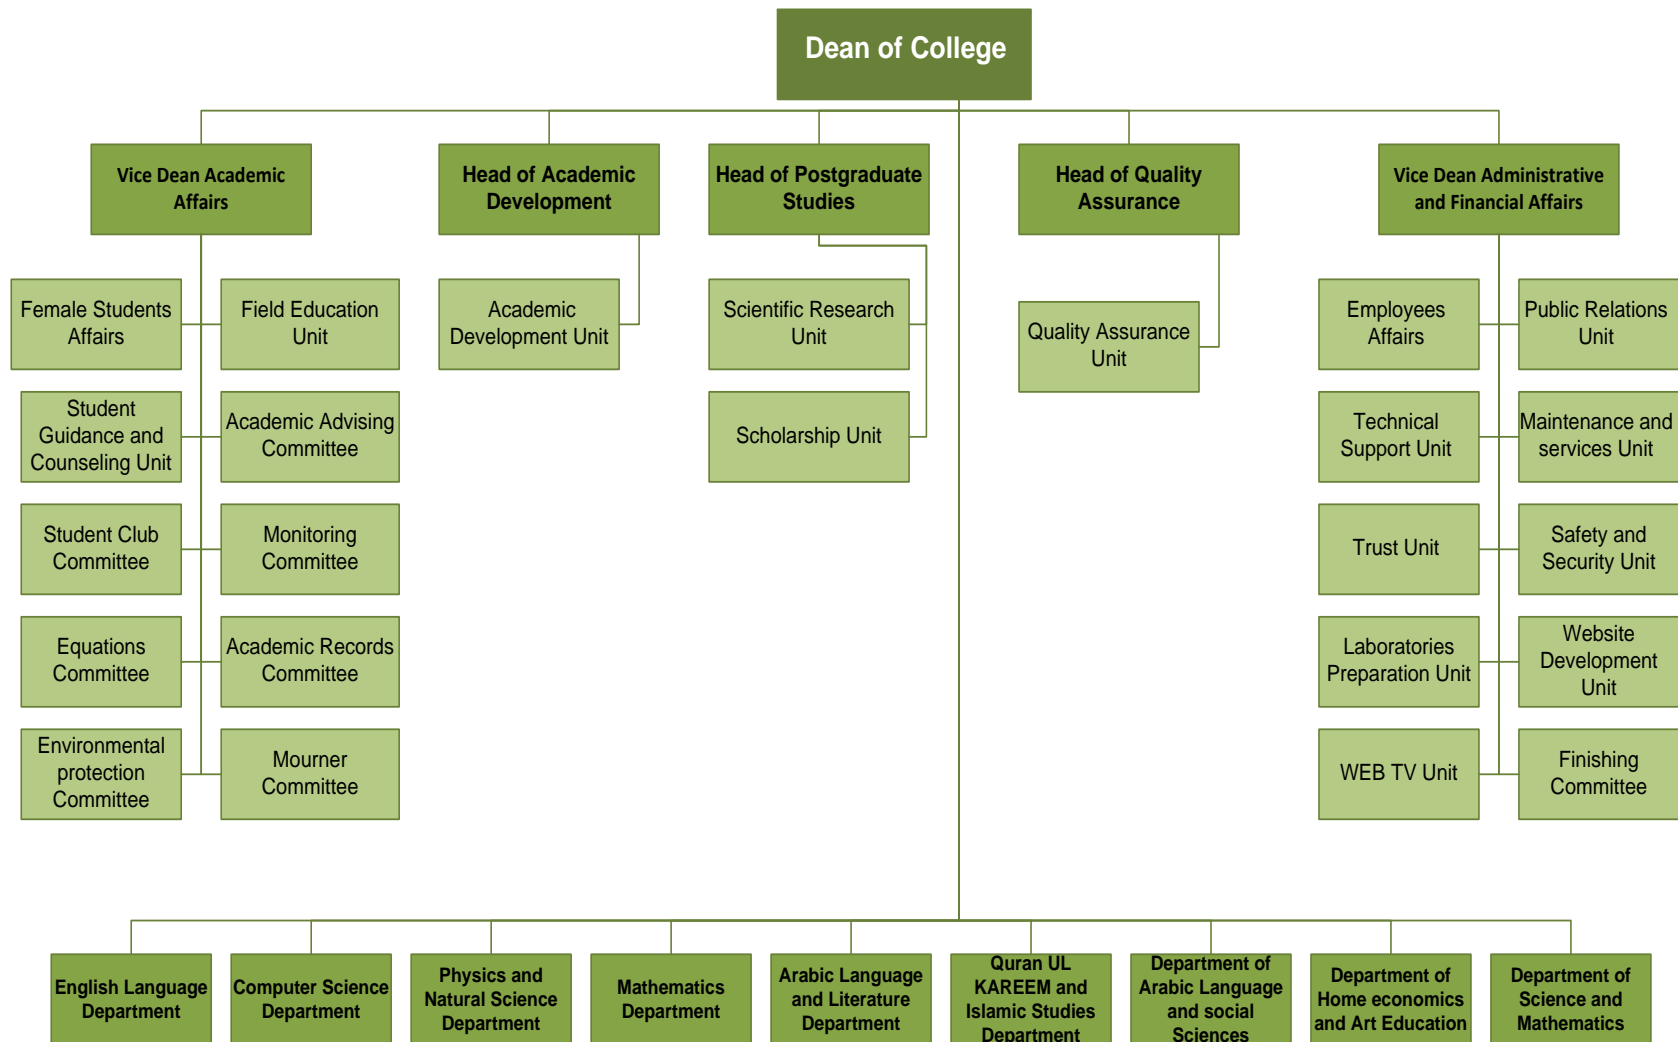 Dean of College
Vice Dean Academic
Affairs
Head of Academic
Development
Head of Postgraduate
Studies
Head of Quality
Assurance
Vice Dean Administrative
and Financial Affairs
Female Students
Affairs
Field Education
Unit
Academic
Development Unit
Scientific Research
Unit
Quality Assurance
Unit
Employees
Affairs
Public Relations
Unit
Student
Guidance and
Counseling Unit
Academic Advising
Committee
Scholarship Unit
Technical
Support Unit
Maintenance and
services Unit
Student Club
Committee
Monitoring
Committee
Trust Unit
Safety and
Security Unit
Equations
Committee
Academic Records
Committee
Laboratories
Preparation Unit
Website
Development
Unit
Environmental
protection
Committee
Mourner
Committee
WEB TV Unit
Finishing
Committee
English Language
Department
Computer Science
Department
Physics and
Natural Science
Department
Mathematics
Department
Arabic Language
and Literature
Department
Quran UL
KAREEM and
Islamic Studies
Department
Department of
Arabic Language
and social
Sciences
Department of
Home economics
and Art Education
Department of
Science and
Mathematics